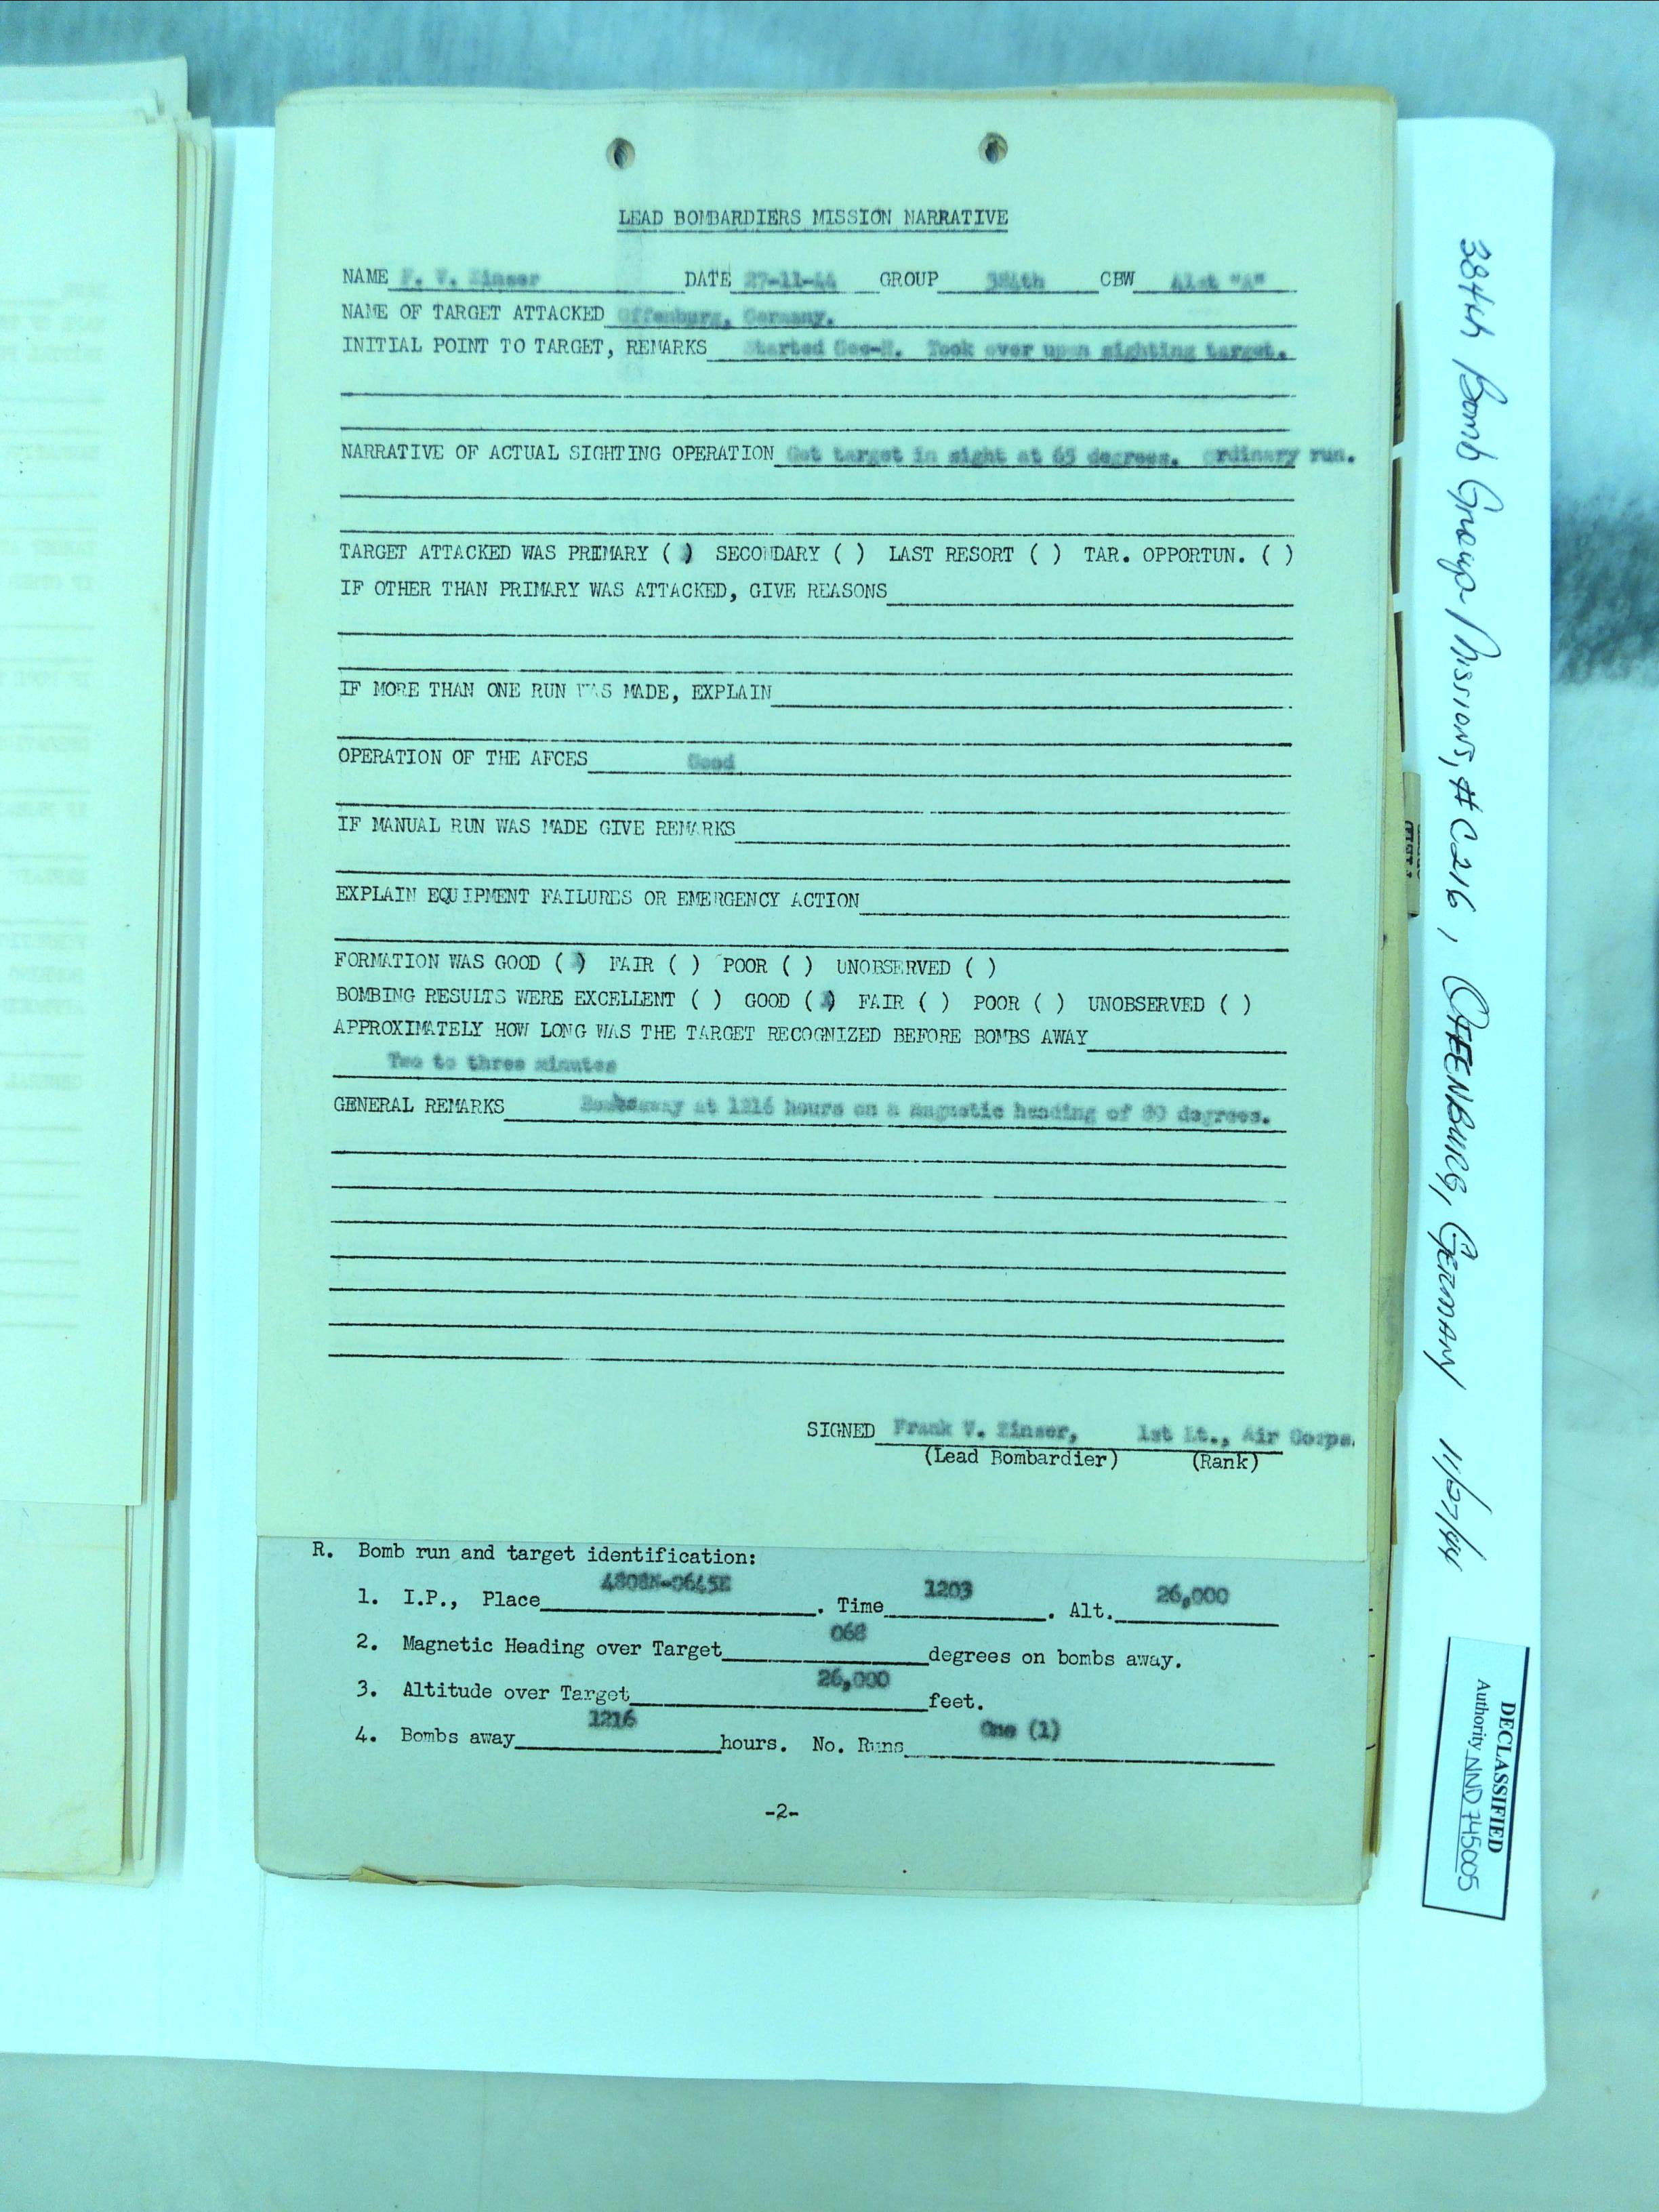 LEAD BOMBARDIERS MISSION NARRATIVE
NAME F. V. Kinser DATE 27-11-44 GROUP 384th CBW 41st "A"
NAME OF TARGET ATTACKED Offenburg, Germany.
INITIAL POINT TO TARGET, REMARKS Started Gee-H. Took over upon sighting target.
NARRATIVE OF ACTUAL SIGHTING OPERATION Got target in sight at 65 degrees. ordinary run.
TARGET ATTACKED WAS PRIMARY ( ) SECONDARY ( ) LAST RESORT ( ) TAR. OPPORTUN. ( )
IF OTHER THAN PRIMARY WAS ATTACKED, GIVE REASONS
IF MORE THAN ONE RUN WAS MADE, EXPLAIN
OPERATION OF THE AFCES Good
IF MANUAL RUN WAS MADE GIVE REMARKS
EXPLAIN EQUIPMENT FAILURES OR EMERGENCY ACTION
FORMATION WAS GOOD (X) FAIR ( ) POOR ( ) UNOBSERVED ( )
BOMBING RESULTS WERE EXCELLENT ( ) GOOD (X) FAIR ( ) POOR ( ) UNOBSERVED ( )
APPROXIMATELY HOW LONG WAS THE TARGET RECOGNIZED BEFORE BOMBS AWAY
Two to three minutes
GENERAL REMARKS Bombsaway at 1216 hours on a magnetic heading of 80 degrees.
SIGNED Frank V. Kinser, 1st Lt., Air Corps.
(Lead Bombardier) (Rank)
R. Bomb run and target identification:
1. I.P., Place 4808N-0645E. Time 1203. Alt. 26,000
2. Magnetic Heading over Target 068 degrees on bombs away.
3. Altitude over Target 26,000 feet.
4. Bombs away 1216 hours. No. Runs One (1)
-2-
384th Bomb Group Missions, #C216, OFFENBURG, GERMANY 11/27/44
DECLASSIFIED
Authority NND 745005